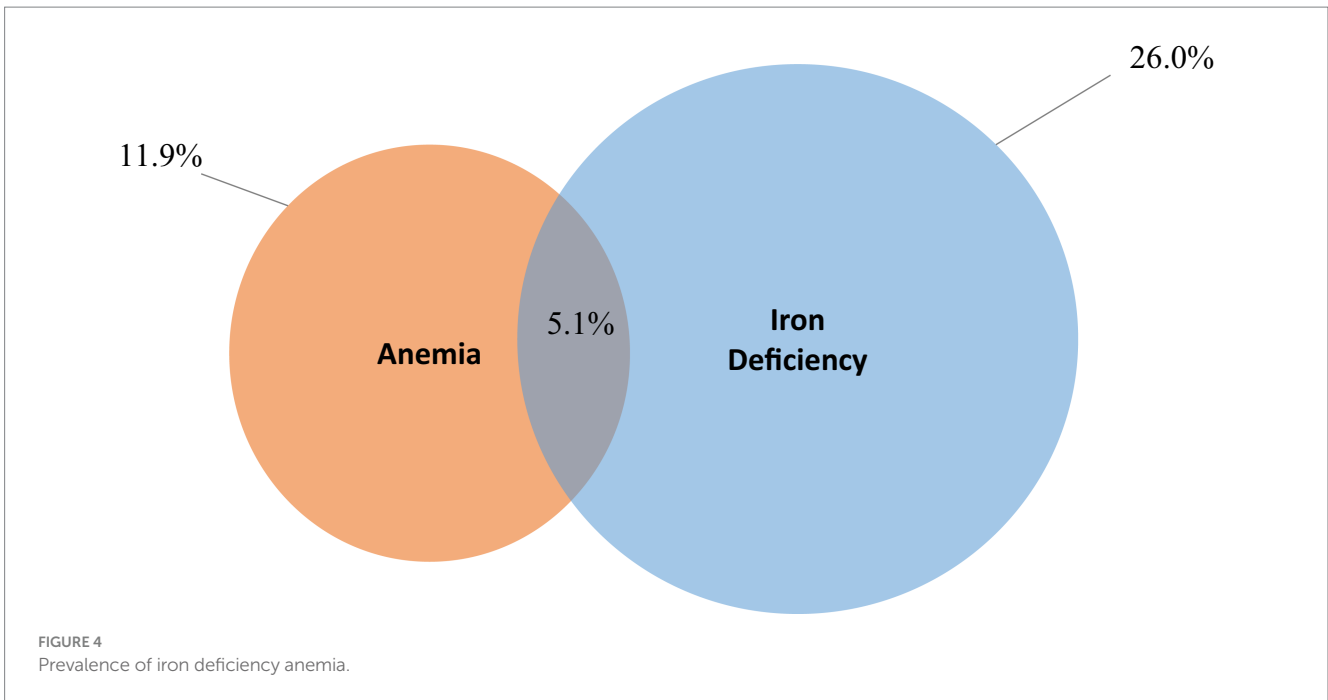 26.0%
11.9%
5.1%
Anemia
Iron
Deficiency
FIGURE 4
Prevalence of iron deficiency anemia.